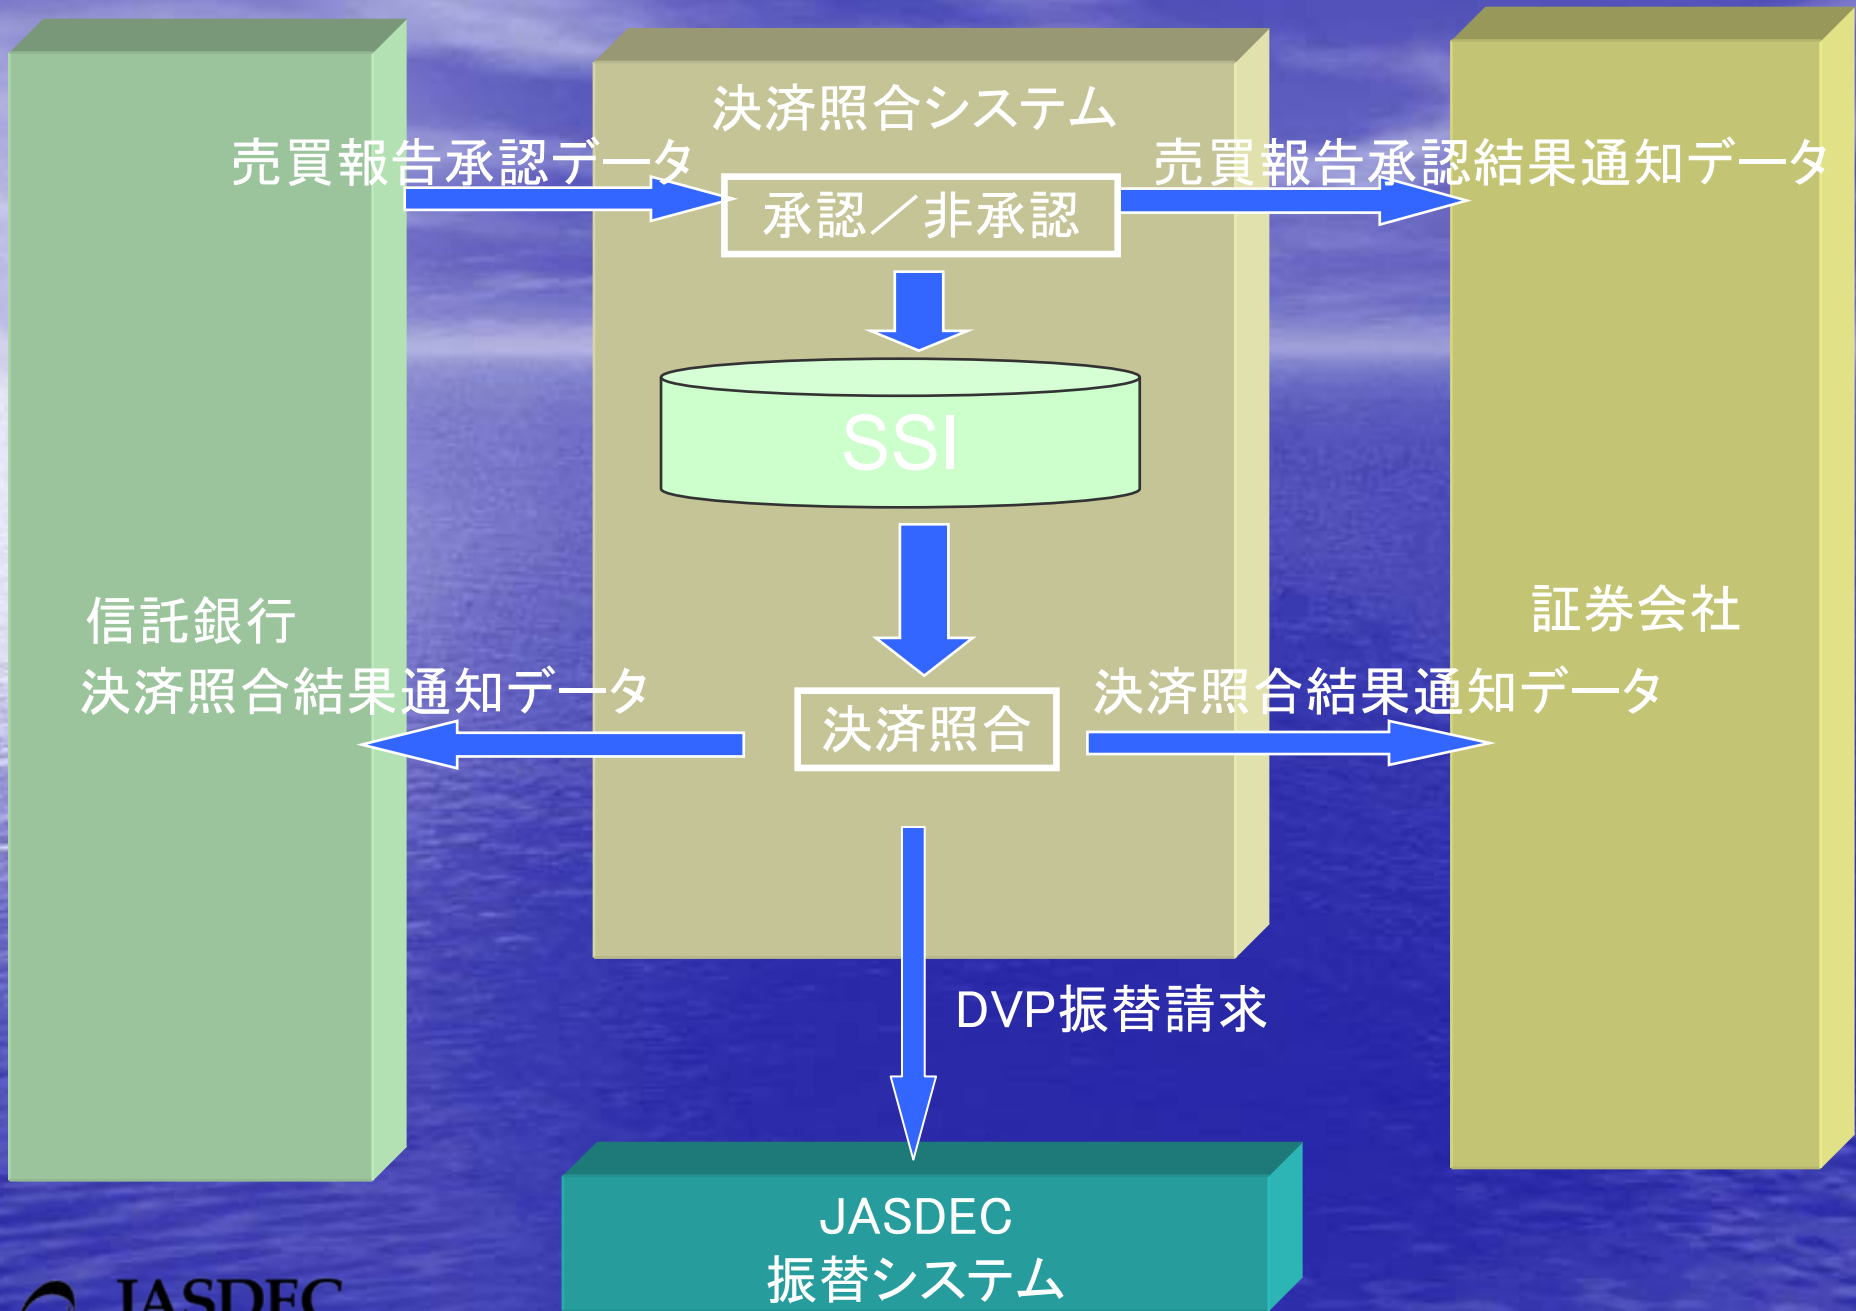 決済照合システム
売買報告承認データ
売買報告承認結果通知データ
承認／非承認
SSI
信託銀行
証券会社
決済照合結果通知データ
決済照合結果通知データ
決済照合
DVP振替請求
JASDEC
振替システム
JASDEC